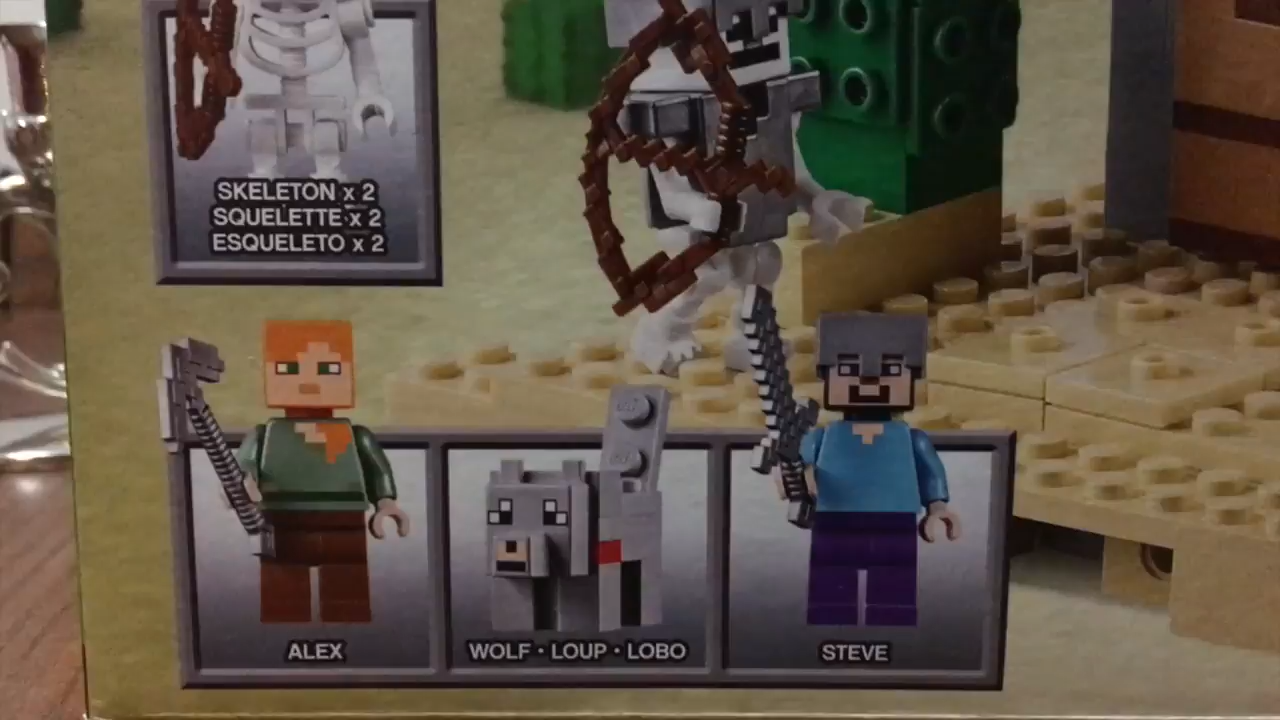 SKELETON x 2
SQUELETTE x 2
ESQUELETO x 2
ALEX
WOLF · LOUP · LOBO
STEVE